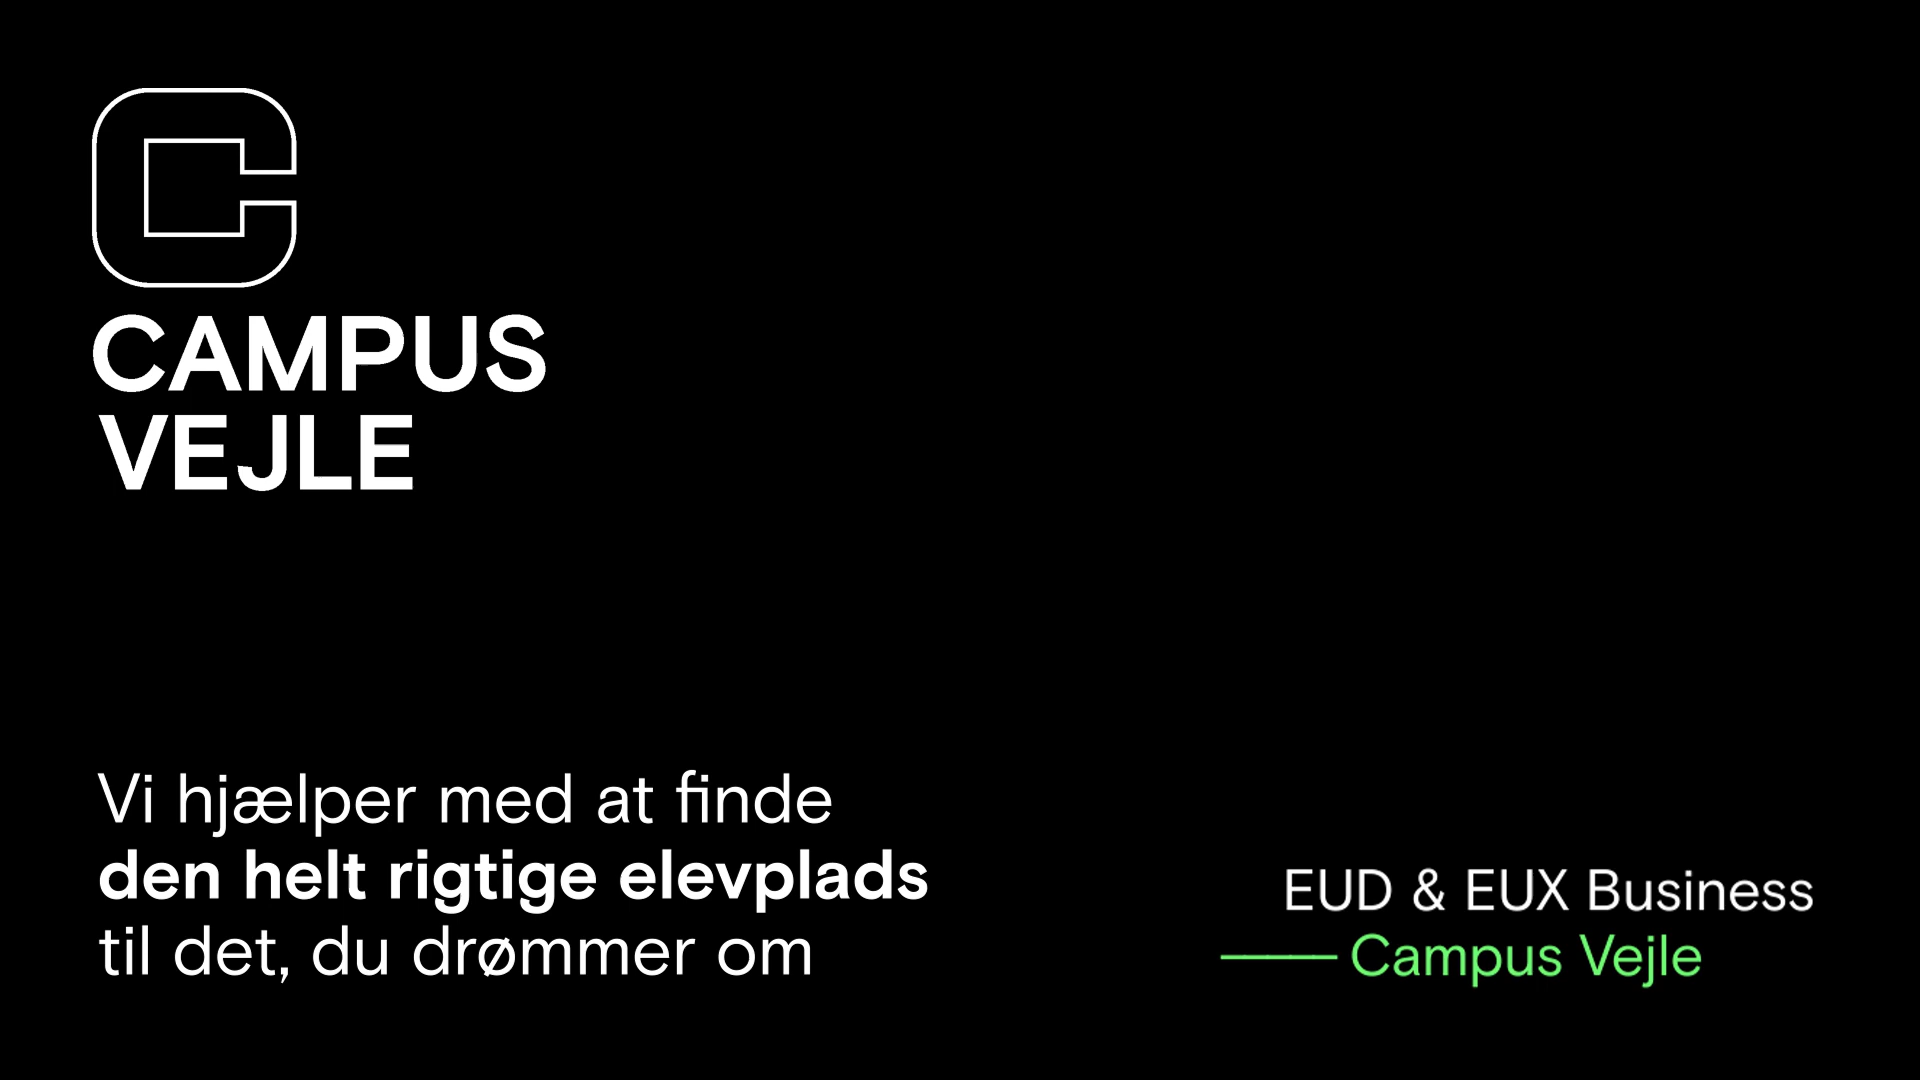 CAMPUS
VEJLE
Vi hjælper med at finde
den helt rigtige elevplads
til det, du drømmer om
EUD & EUX Business
—— Campus Vejle